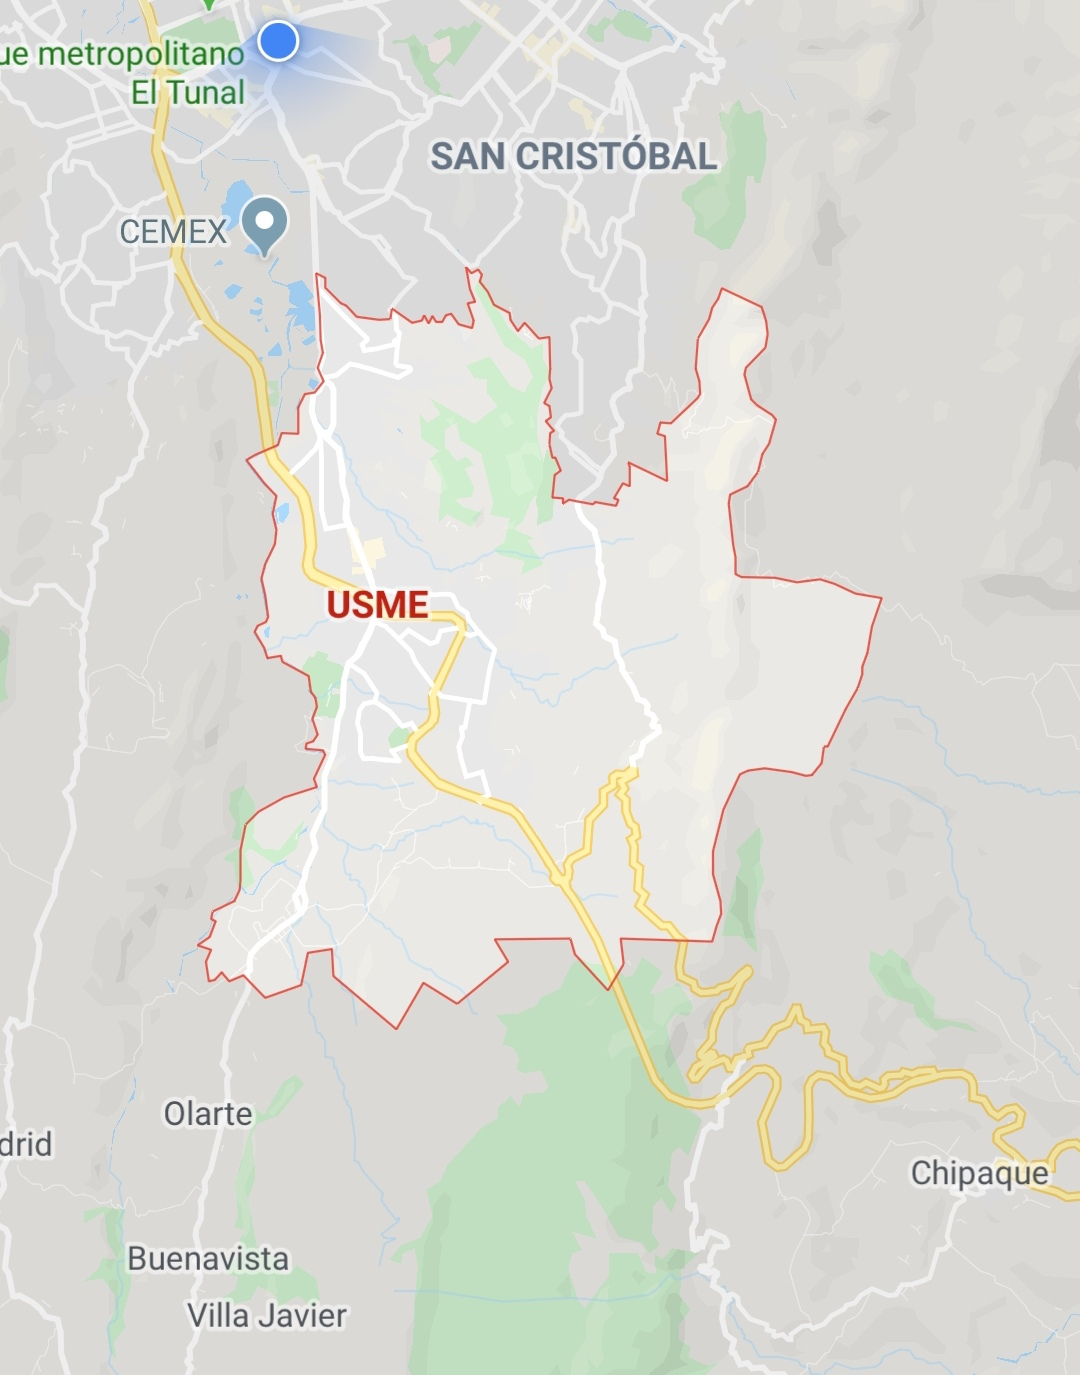 ue metropolitano
El Tunal
SAN CRISTÓBAL
CEMEX
USME
Olarte
drid
Chipaque
Buenavista
Villa Javier